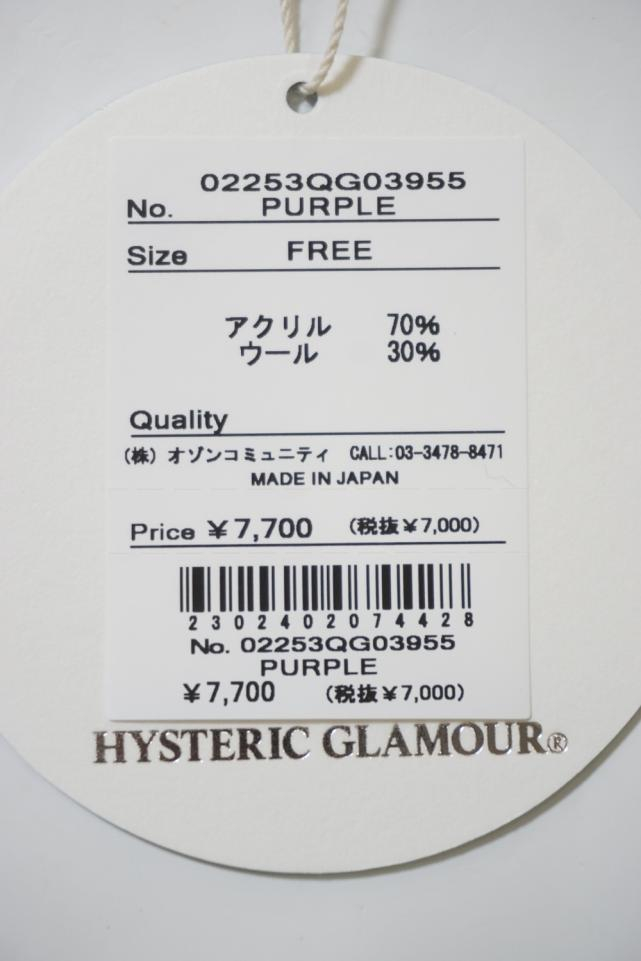 02253QG03955
No. PURPLE
Size FREE
アクリル 70%
ウール 30%
Quality
(株) オゾンコミュニティ CALL:03-3478-8471
MADE IN JAPAN
Price ¥7,700 (税抜¥7,000)
2302402074428
No. 02253QG03955
PURPLE
¥7,700 (税抜¥7,000)
HYSTERIC GLAMOUR®